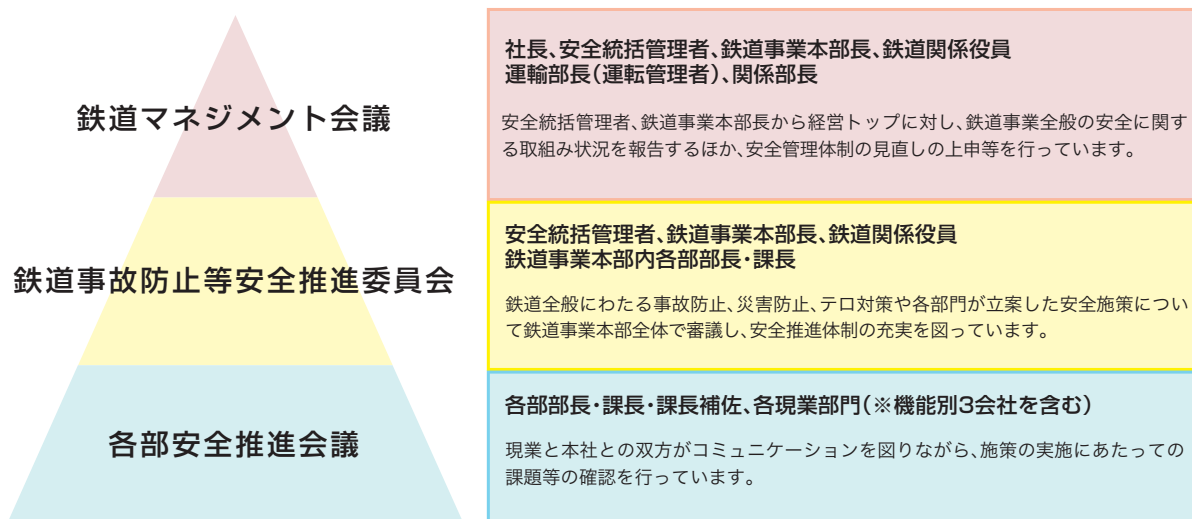 鉄道マネジメント会議
社長、安全統括管理者、鉄道事業本部長、鉄道関係役員
運輸部長(運転管理者)、関係部長
安全統括管理者、鉄道事業本部長から経営トップに対し、鉄道事業全般の安全に関す
る取組み状況を報告するほか、安全管理体制の見直しの上申等を行っています。
鉄道事故防止等安全推進委員会
安全統括管理者、鉄道事業本部長、鉄道関係役員
鉄道事業本部内各部部長・課長
鉄道全般にわたる事故防止、災害防止、テロ対策や各部門が立案した安全施策につい
て鉄道事業本部全体で審議し、安全推進体制の充実を図っています。
各部安全推進会議
各部部長・課長・課長補佐、各現業部門(※機能別3会社を含む)
現業と本社との双方がコミュニケーションを図りながら、施策の実施にあたっての
課題等の確認を行っています。